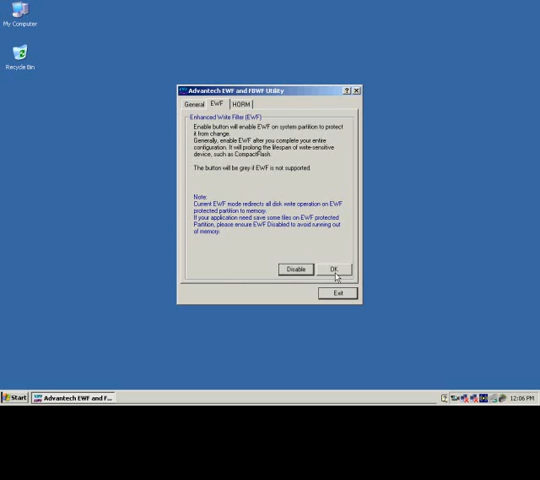 My Computer
Recycle Bin
Advantech EWF and FBWF Utility
General EWF HORM
Enhanced Write Filter (EWF)
Enable button will enable EWF on system partition to protect
it from change.
Generally, enable EWF after you complete your entire
configuration. It will prolong the lifespan of write-sensitive
device, such as CompactFlash.
The button will be grey if EWF is not supported.
Note:
Current EWF mode redirects all disk write operation on EWF
protected partition to memory.
If your application need save some files on EWF protected
Partition, please ensure EWF Disabled to avoid running out
of memory.
Disable OK
Exit
Start Advantech EWF and F... 12:06 PM